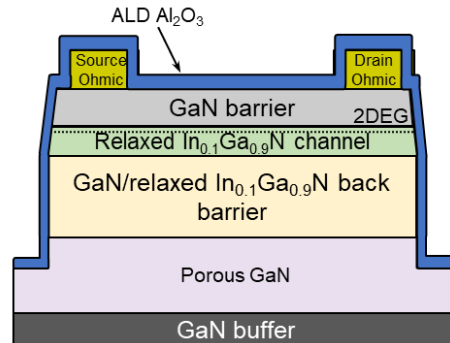 ALD Al₂O₃
Source
Ohmic
Drain
Ohmic
GaN barrier
2DEG
Relaxed In₀.₁Ga₀.₉N channel
GaN/relaxed In₀.₁Ga₀.₉N back
barrier
Porous GaN
GaN buffer